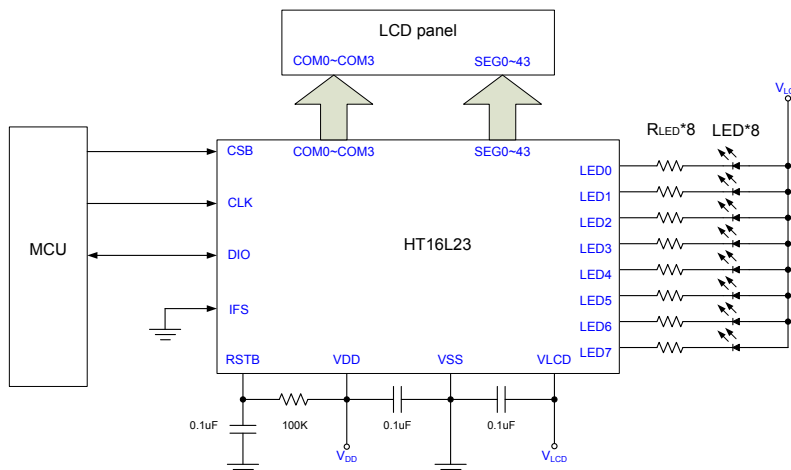 LCD panel
COM0~COM3 SEG0~43
RLED*8 LED*8
COM0~COM3 SEG0~43
CSB
CLK
DIO
IFS
MCU
HT16L23
LED0
LED1
LED2
LED3
LED4
LED5
LED6
LED7
RSTB VDD VSS VLCD
0.1uF 100K 0.1uF 0.1uF
VDD VLCD